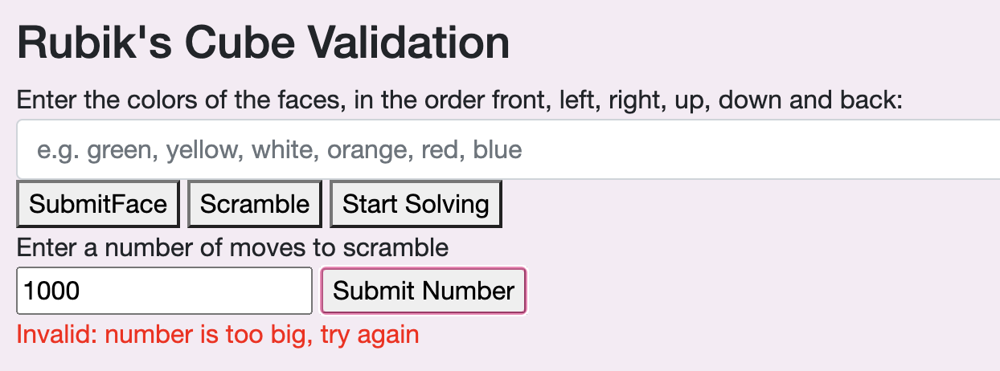 Rubik's Cube Validation
Enter the colors of the faces, in the order front, left, right, up, down and back:
e.g. green, yellow, white, orange, red, blue
SubmitFace Scramble Start Solving
Enter a number of moves to scramble
1000 Submit Number
Invalid: number is too big, try again